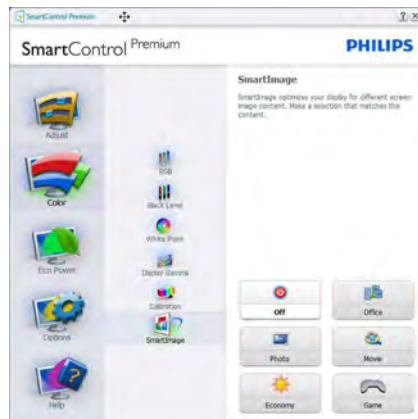 SmartControl Premium
? X
SmartControl Premium
PHILIPS
Adjust
Color
Eco Power
Options
Help
RGB
Black Level
White Point
Display Gamma
Calibration
SmartImage
SmartImage
SmartImage optimizes your display for different screen
image content. Make a selection that matches the
content.
Off
Office
Photo
Movie
Economy
Game